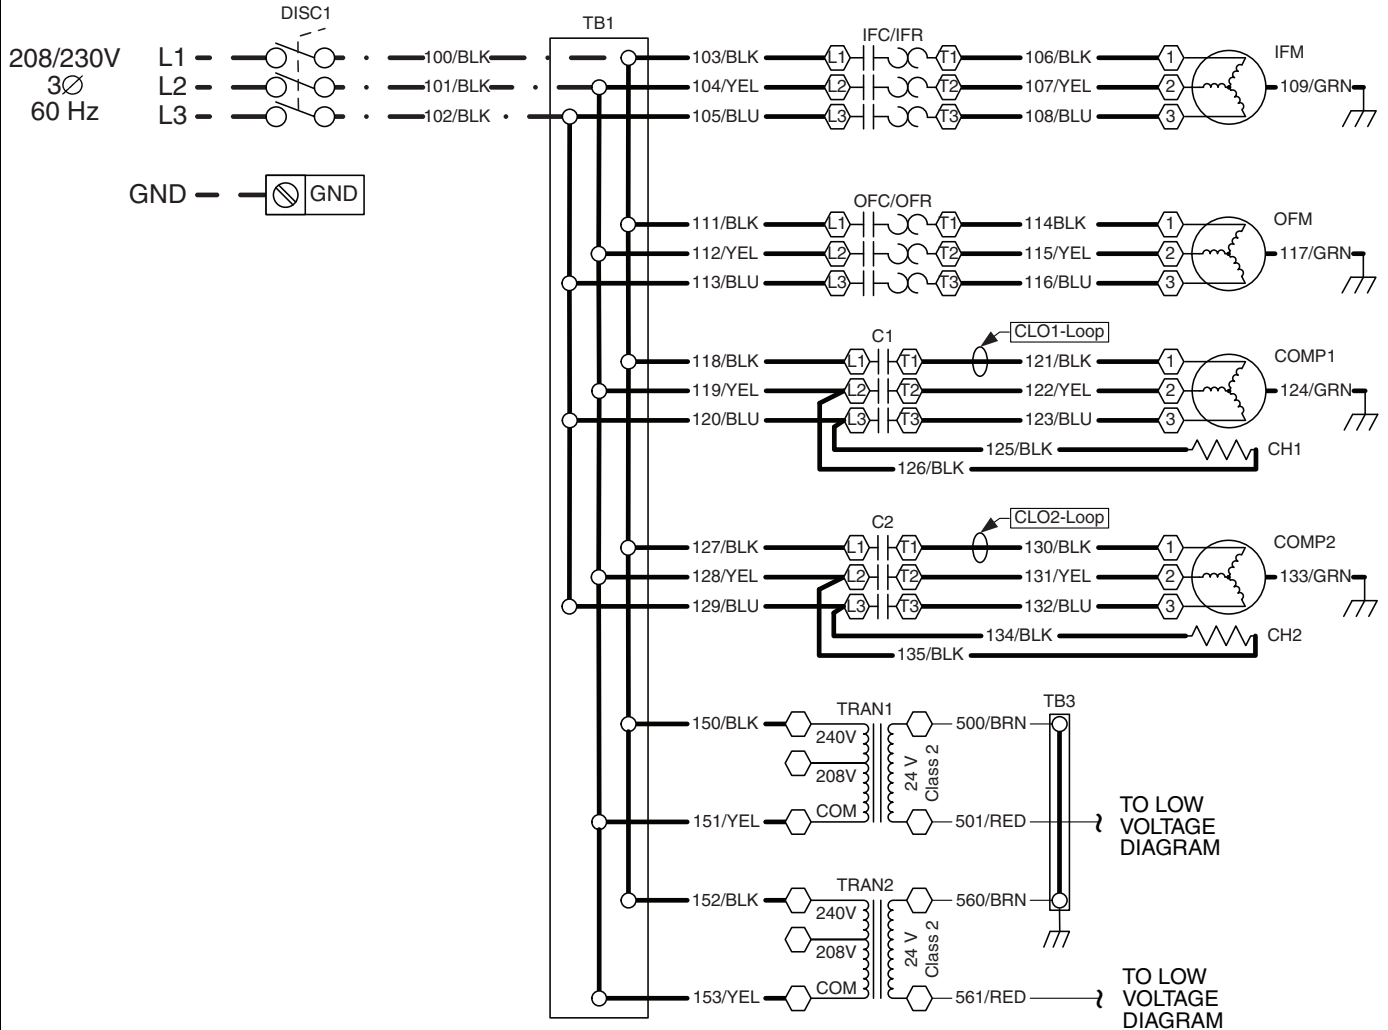 DISC1
TB1
208/230V
3Ø
60 Hz
L1
100/BLK
L2
101/BLK
L3
102/BLK
GND
GND
IFC/IFR
IFM
103/BLK
L1
T1
106/BLK
1
104/YEL
L2
T2
107/YEL
2
109/GRN
105/BLU
L3
T3
108/BLU
3
OFC/OFR
OFM
111/BLK
L1
T1
114BLK
1
112/YEL
L2
T2
115/YEL
2
117/GRN
113/BLU
L3
T3
116/BLU
3
C1
CLO1-Loop
COMP1
118/BLK
L1
T1
121/BLK
1
119/YEL
L2
T2
122/YEL
2
124/GRN
120/BLU
L3
T3
123/BLU
3
125/BLK
CH1
126/BLK
C2
CLO2-Loop
COMP2
127/BLK
L1
T1
130/BLK
1
128/YEL
L2
T2
131/YEL
2
133/GRN
129/BLU
L3
T3
132/BLU
3
134/BLK
CH2
135/BLK
TRAN1
TB3
150/BLK
240V
208V
24 V
Class 2
500/BRN
151/YEL
COM
501/RED
TO LOW
VOLTAGE
DIAGRAM
TRAN2
152/BLK
240V
208V
24 V
Class 2
560/BRN
153/YEL
COM
561/RED
TO LOW
VOLTAGE
DIAGRAM